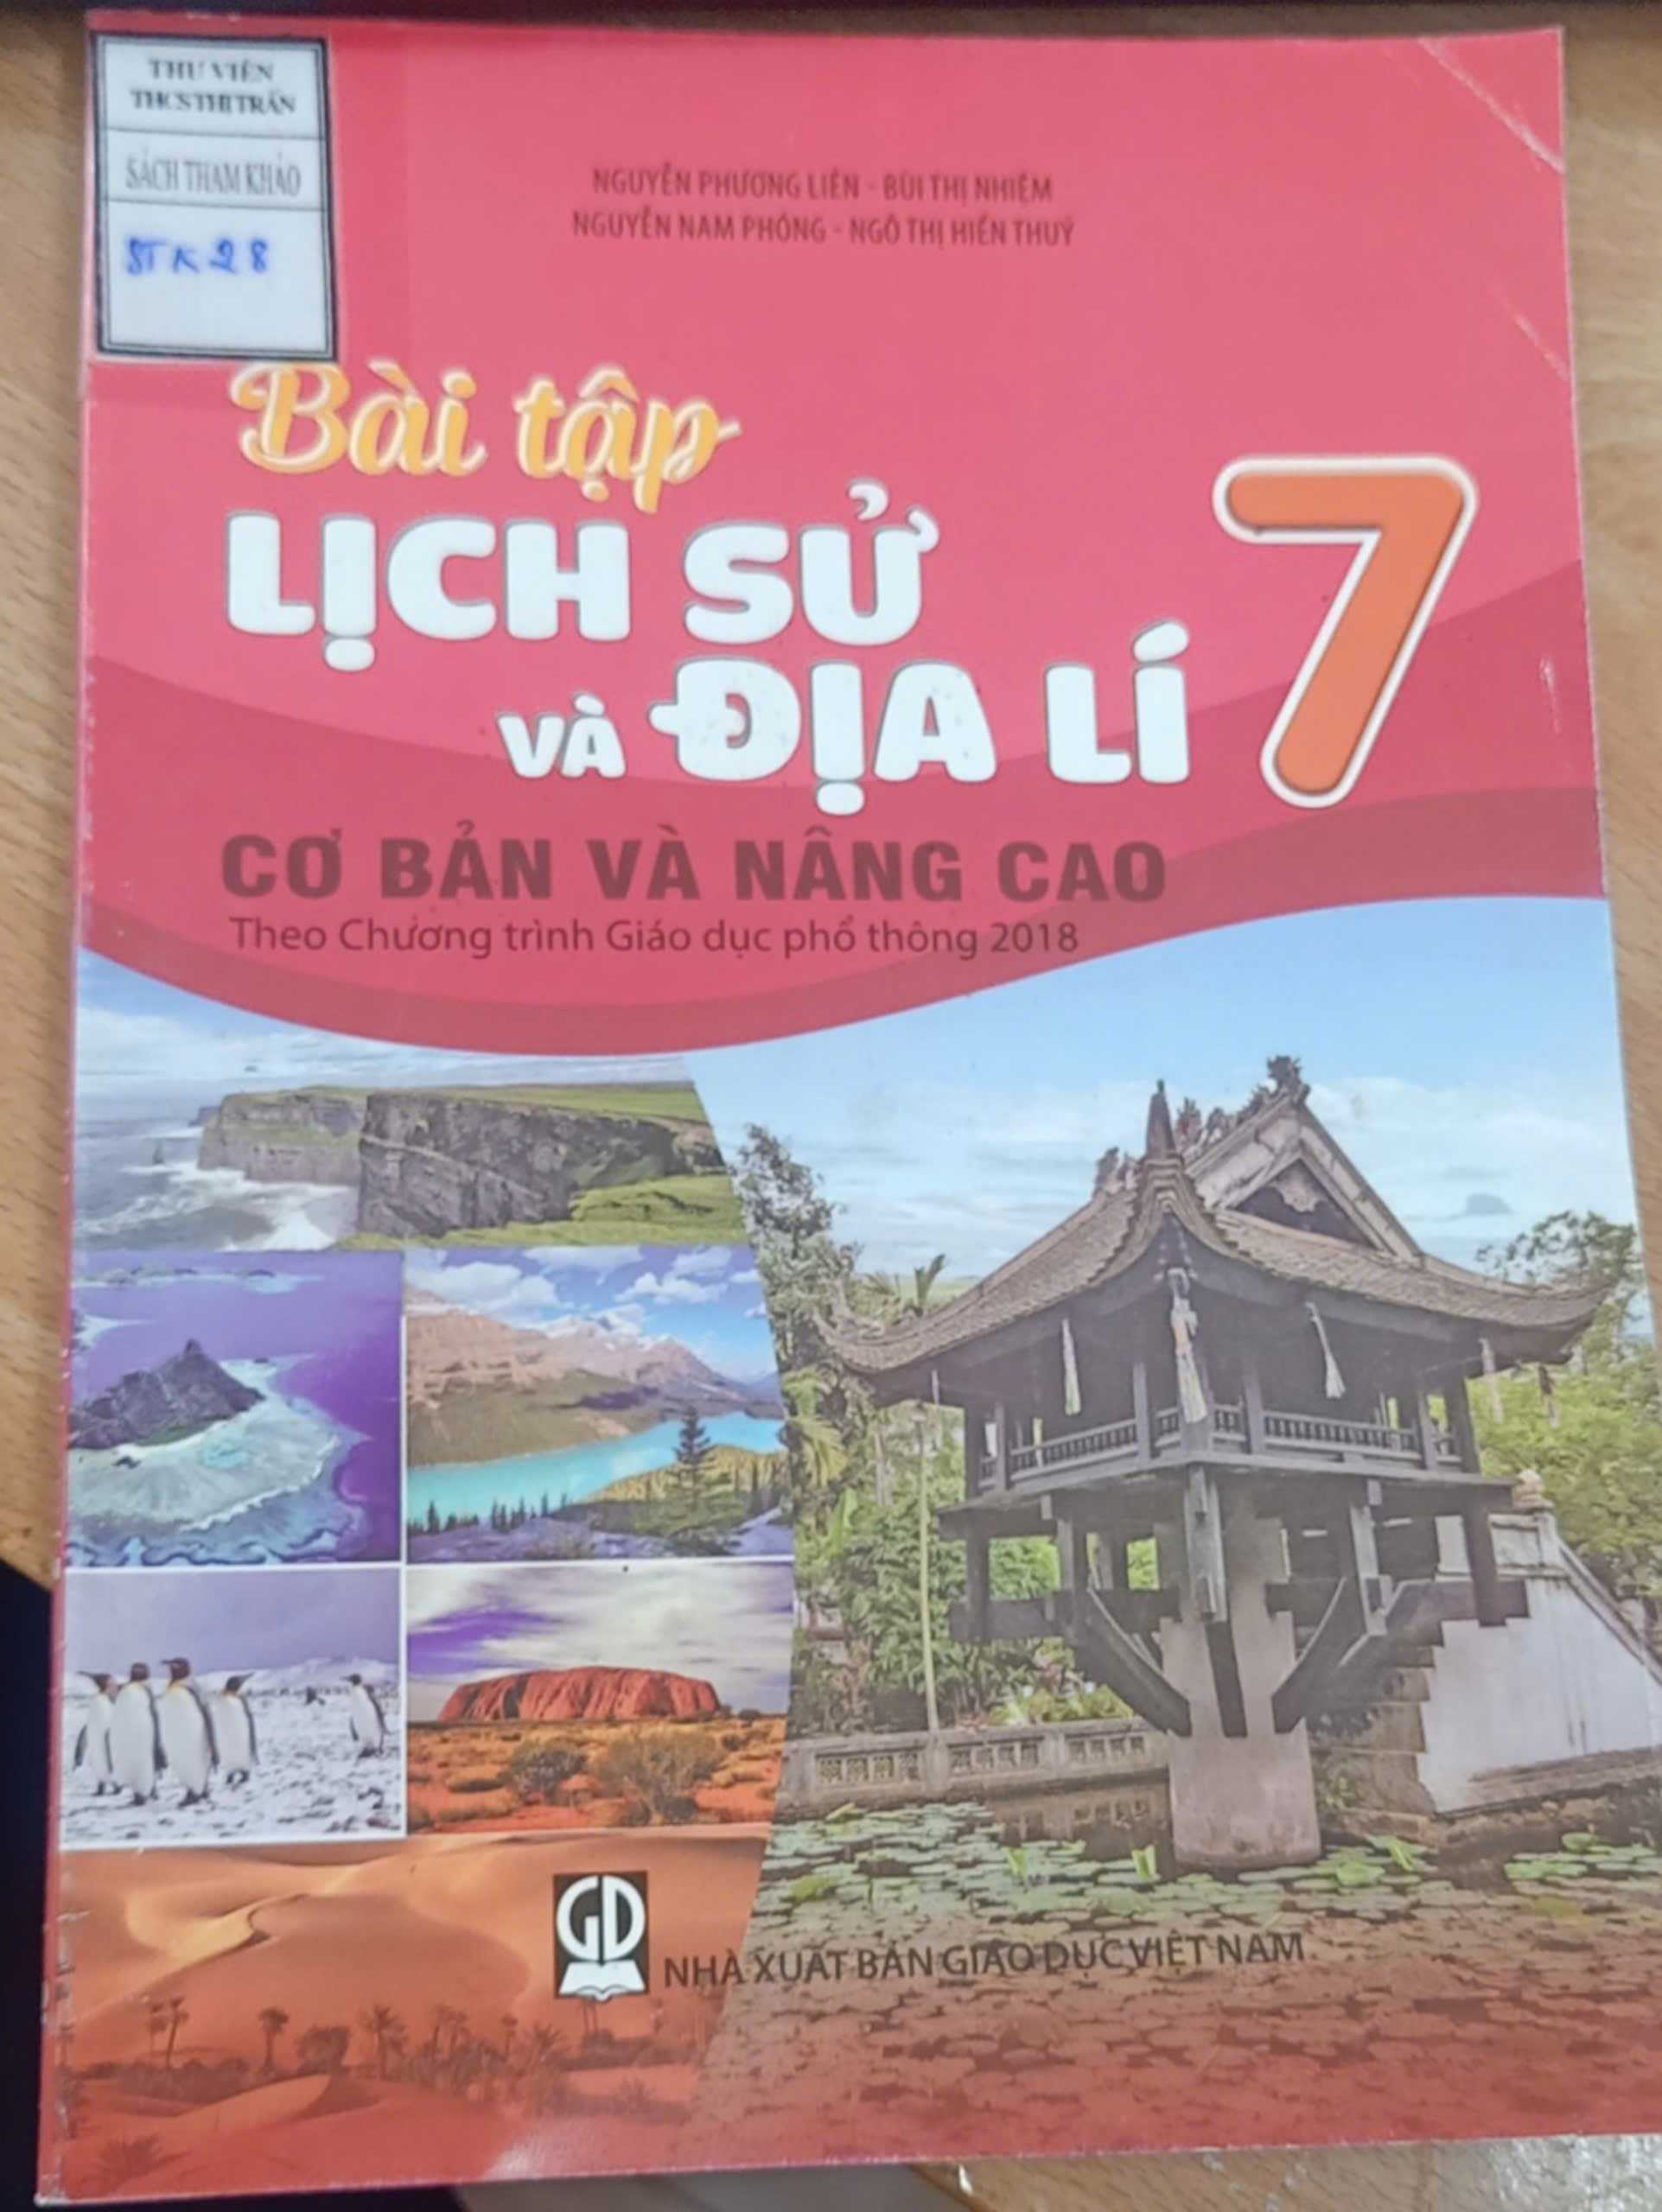 THƯ VIỆN
THCS THỊ TRẤN
SÁCH THAM KHẢO
STK 28
NGUYỄN PHƯƠNG LIÊN - BÙI THỊ NHIỆM
NGUYỄN NAM PHÓNG - NGÔ THỊ HIỀN THUÝ
Bài tập
LỊCH SỬ
VÀ ĐỊA LÍ 7
CƠ BẢN VÀ NÂNG CAO
Theo Chương trình Giáo dục phổ thông 2018
GD
NHÀ XUẤT BẢN GIÁO DỤC VIỆT NAM